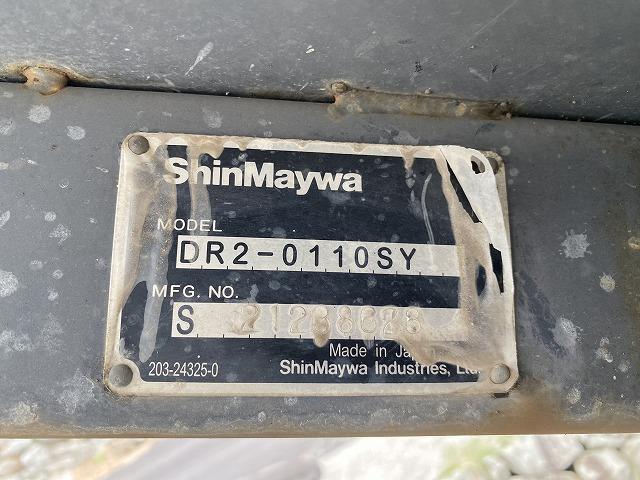 ShinMaywa
MODEL
DR2-0110SY
MFG. NO.
S
Made in
203-24325-0
ShinMaywa Industries,